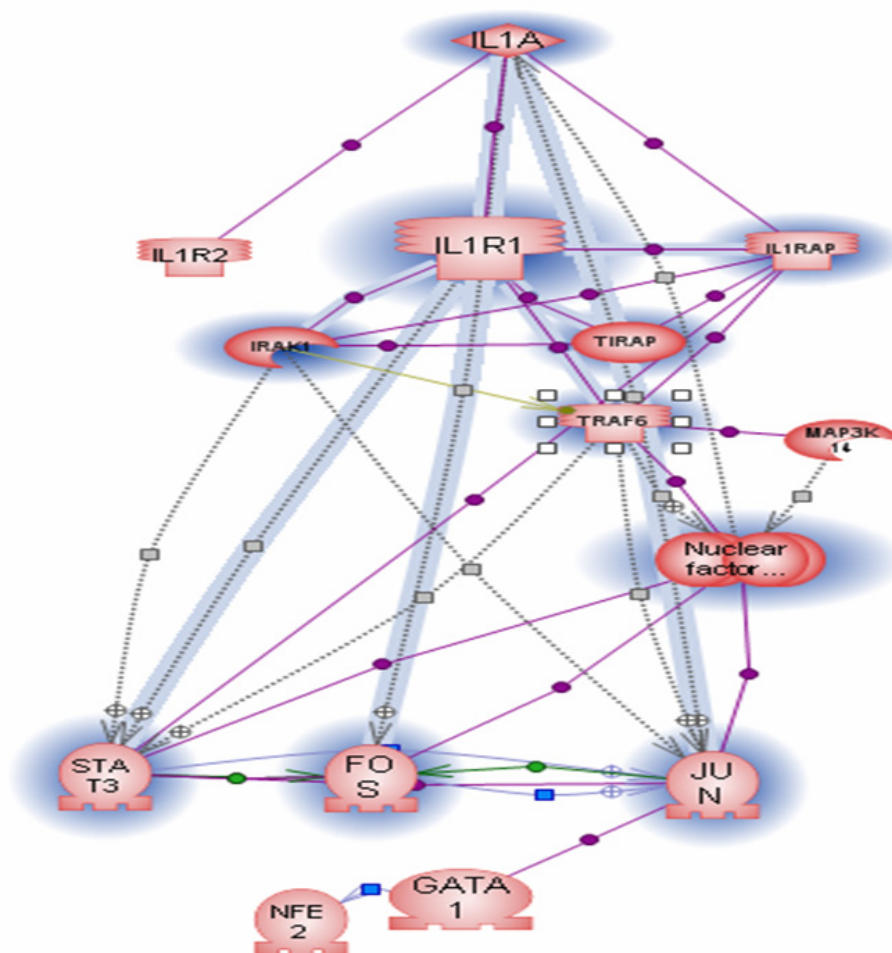 IL1A
IL1R2
IL1R1
IL1RAP
IRAK1
TIRAP
TRAF6
MAP3K
14
Nuclear
factor...
STA
T3
FO
S
JU
N
GATA
1
NFE
2